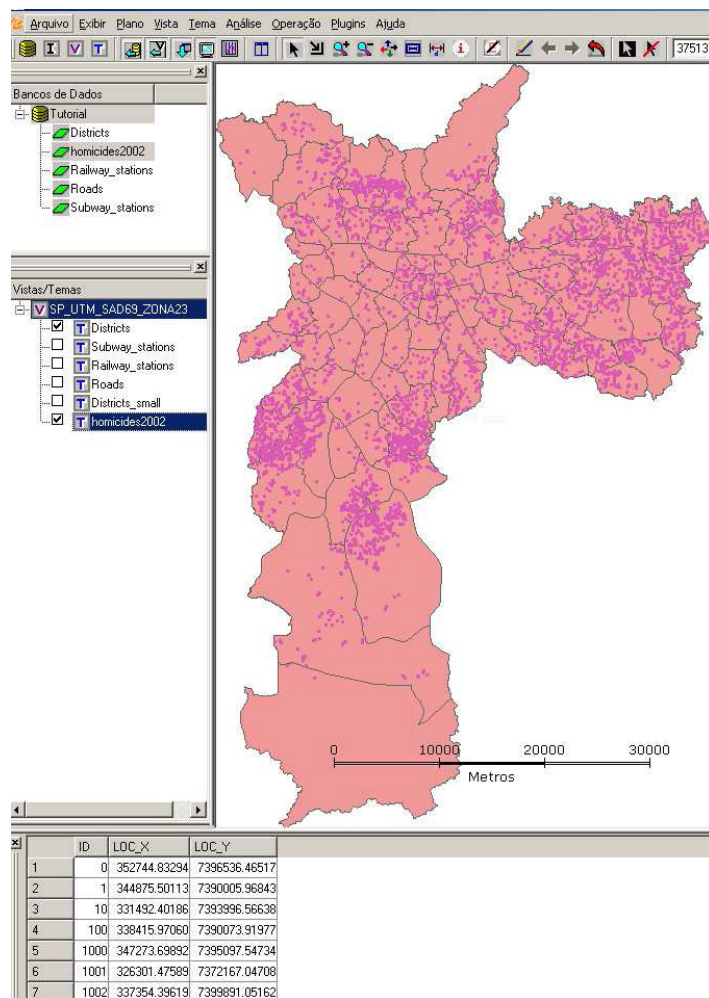 Arquivo Exibir Plano Vista Tema Análise Operação Plugins Ajuda
I V T 37513
Bancos de Dados
Tutorial
Districts
homicides2002
Railway_stations
Roads
Subway_stations
Vistas/Temas
V SP_UTM_SAD69_ZONA23
T Districts
T Subway_stations
T Railway_stations
T Roads
T Districts_small
T homicides2002
0 10000 20000 30000
Metros
ID LOC_X LOC_Y
1 0 352744.83294 7396536.46517
2 1 344875.50113 7390005.96843
3 10 331492.40186 7393996.56638
4 100 338415.97060 7390073.91977
5 1000 347273.69892 7395097.54734
6 1001 326301.47589 7372167.04708
7 1002 337354.39619 7399891.05162